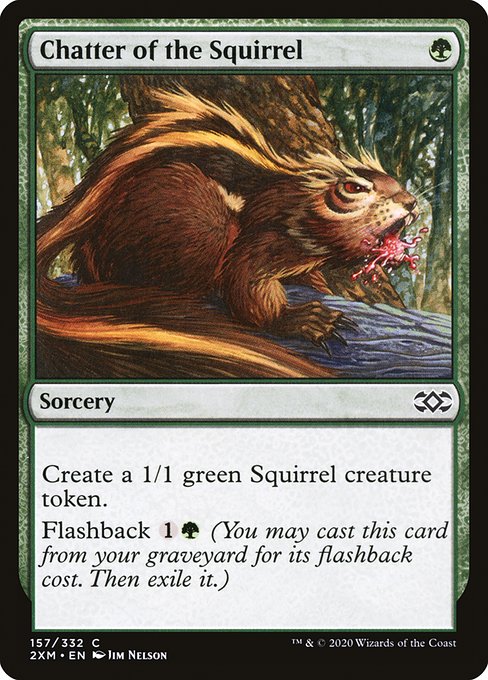 Chatter of the Squirrel
Sorcery
Create a 1/1 green Squirrel creature
token.
Flashback 1 (You may cast this card
from your graveyard for its flashback
cost. Then exile it.)
157/332 C
2XM • EN Jim Nelson
™ & © 2020 Wizards of the Coast